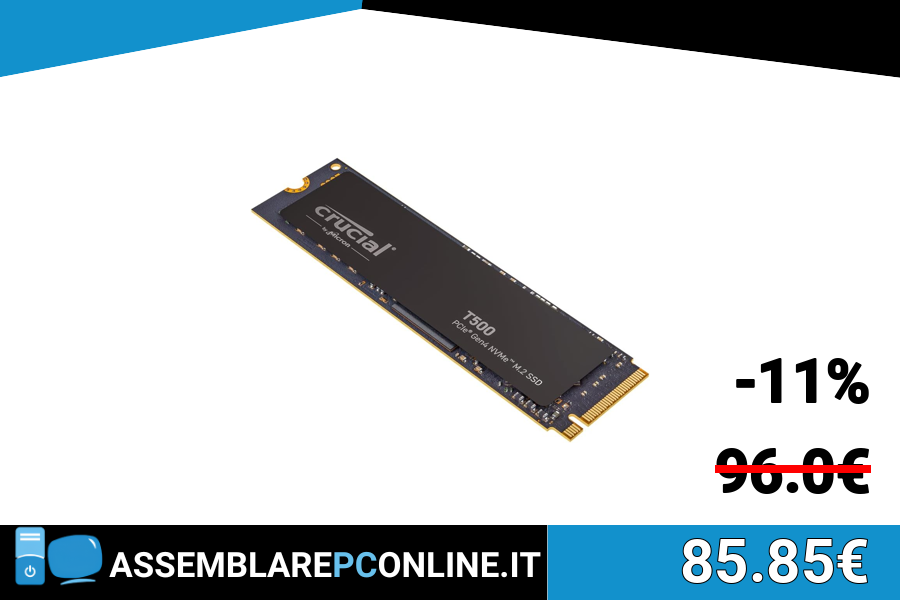 crucial®
by Micron
T500
PCIe® Gen4 NVMe™ M.2 SSD
-11%
96.0€
ASSEMBLAREPCONLINE.IT
85.85€